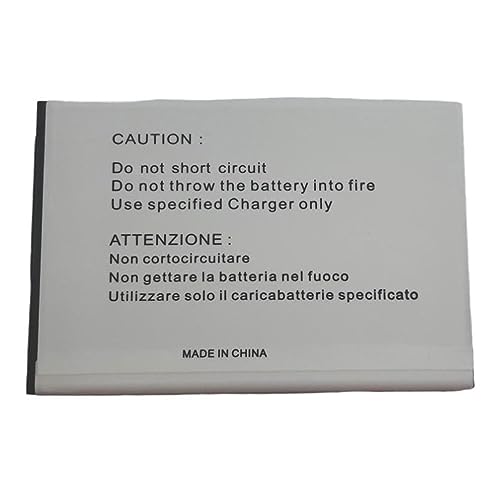 CAUTION :
Do not short circuit
Do not throw the battery into fire
Use specified Charger only
ATTENZIONE :
Non cortocircuitare
Non gettare la batteria nel fuoco
Utilizzare solo il caricabatterie specificato
MADE IN CHINA